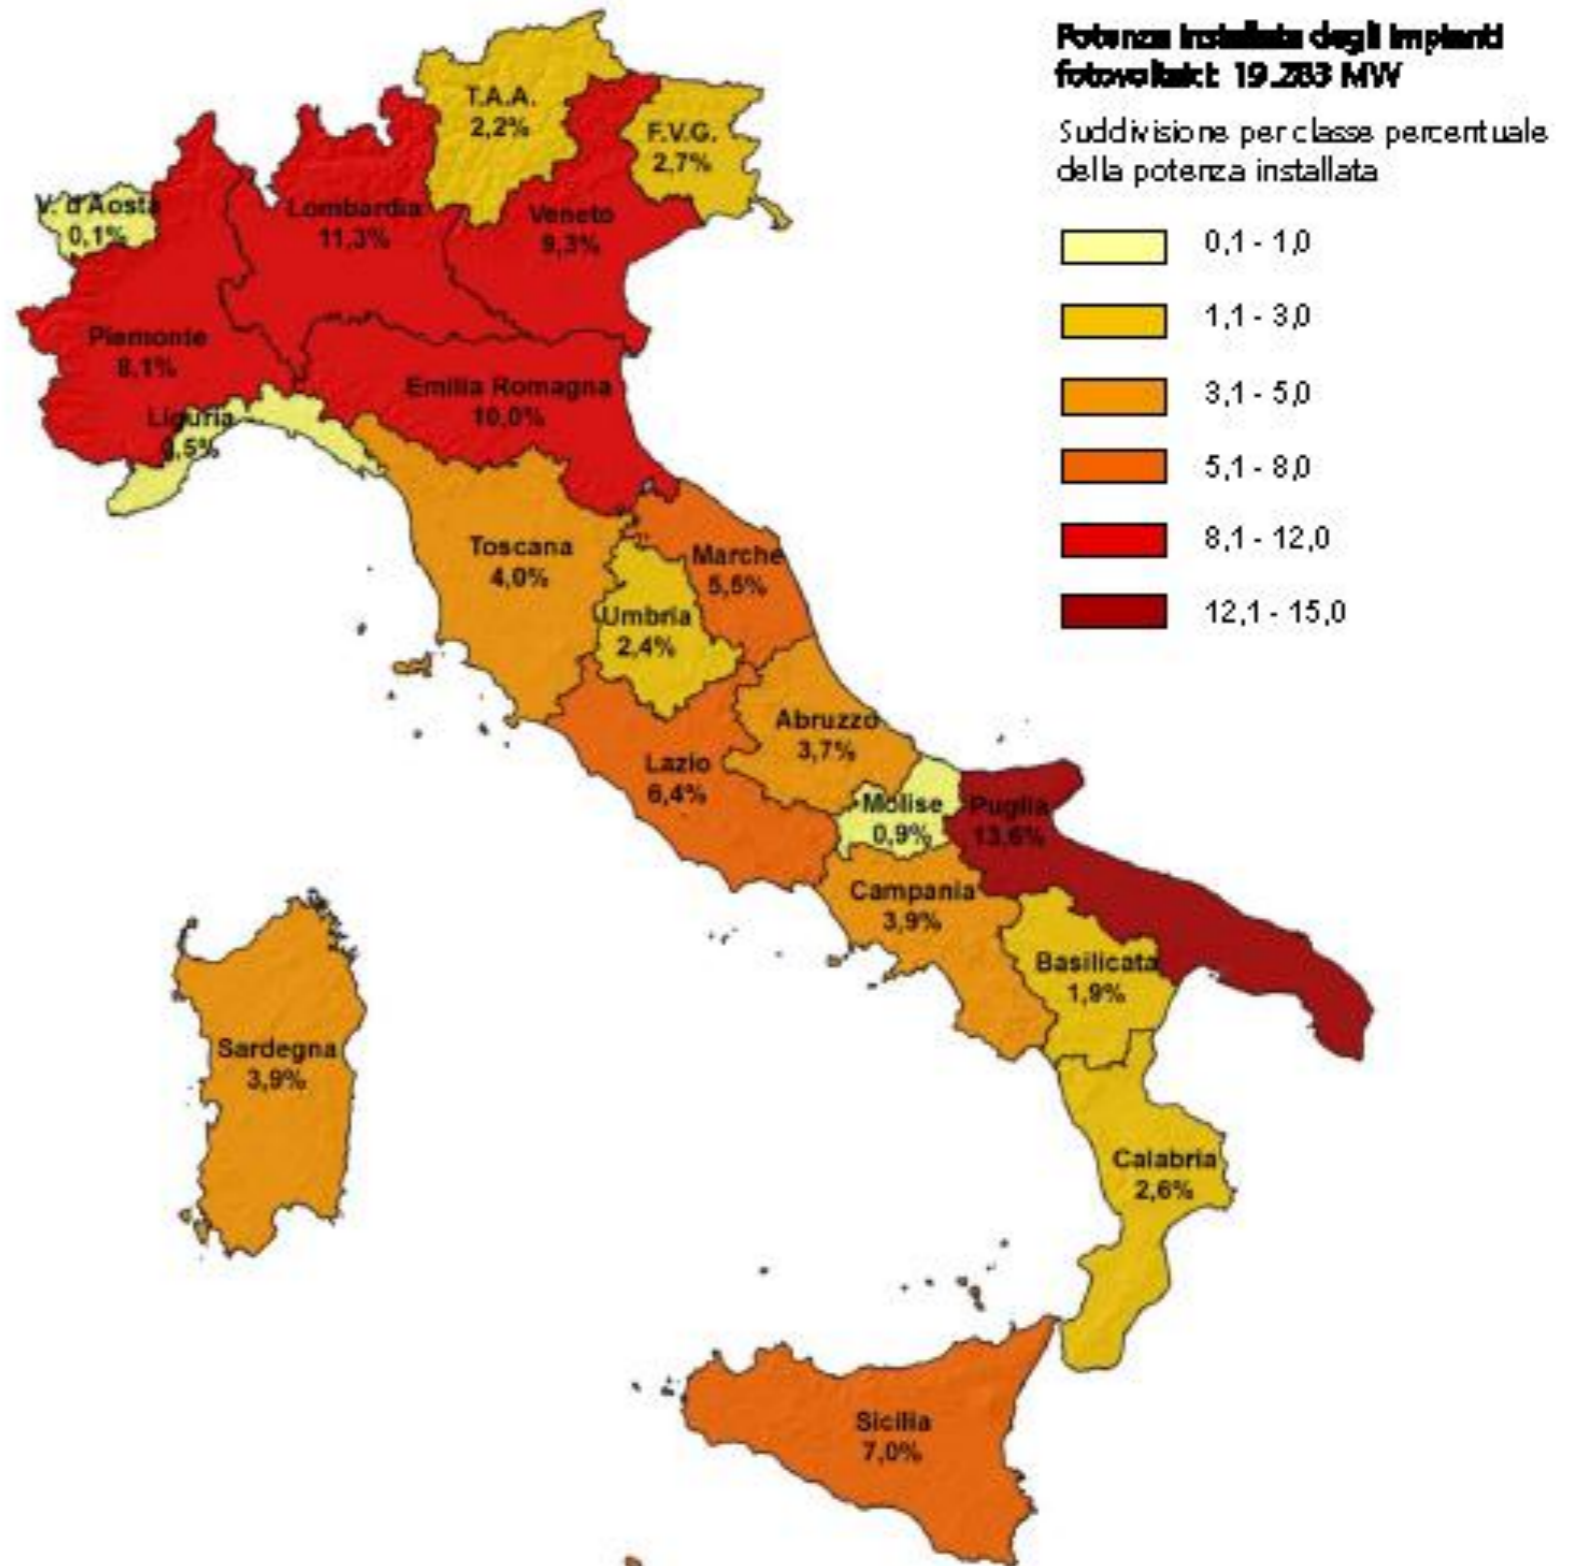 Potenza installata degli impianti
fotovoltaici: 19.283 MW
Suddivisione per classe percentuale
della potenza installata
0,1 - 1,0
1,1 - 3,0
3,1 - 5,0
5,1 - 8,0
8,1 - 12,0
12,1 - 15,0
T.A.A.
2,2%
F.V.G.
2,7%
V. d'Aosta
0,1%
Lombardia
11,3%
Veneto
9,3%
Piemonte
8,1%
Emilia Romagna
10,0%
Liguria
Toscana
4,0%
Marche
5,5%
Umbria
2,4%
Abruzzo
3,7%
Lazio
6,4%
Molise
0,9%
Puglia
13,6%
Campania
3,9%
Basilicata
1,9%
Sardegna
3,9%
Calabria
2,6%
Sicilia
7,0%